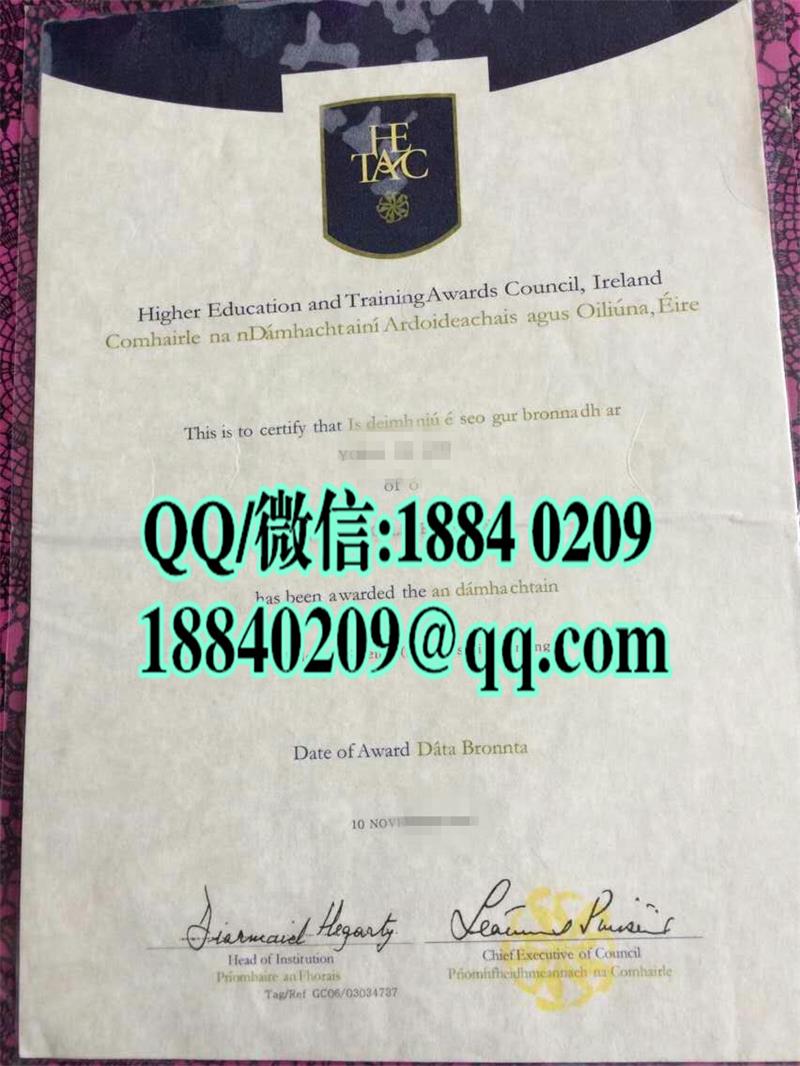 HE
TAC
Higher Education and Training Awards Council, Ireland
Comhairle na nDámhachtainí Ardoideachais agus Oiliúna, Éire
This is to certify that Is deimhniú é seo gur bronnadh ar
of ó
QQ/微信:1884 0209
has been awarded the an dámhachtain
18840209@qq.com
Date of Award Dáta Bronnta
10
Diarmaid Hegarty
Head of Institution
Chief Executive of Council
Príomhaire an Fhorais
Príomhfheidhmeannach na Comhairle
Tag/Ref GC06/03034737